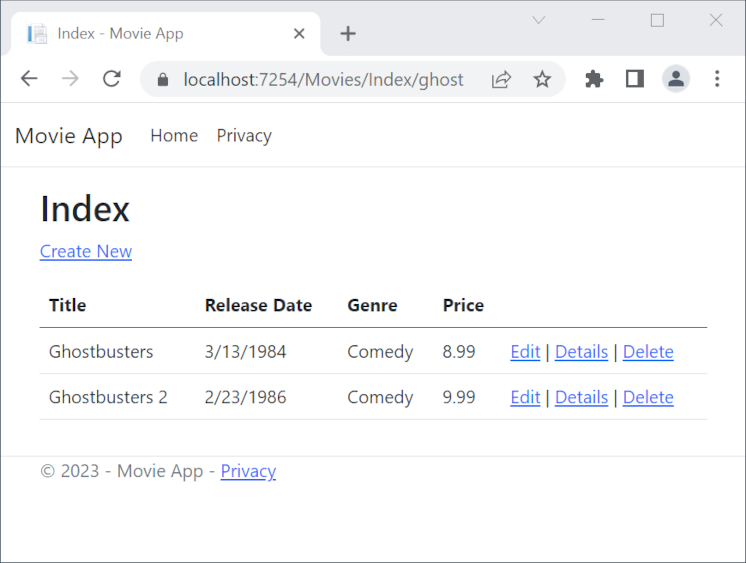 Index - Movie App
localhost:7254/Movies/Index/ghost
Movie App Home Privacy
Index
Create New
Title Release Date Genre Price
Ghostbusters 3/13/1984 Comedy 8.99 Edit | Details | Delete
Ghostbusters 2 2/23/1986 Comedy 9.99 Edit | Details | Delete
© 2023 - Movie App - Privacy